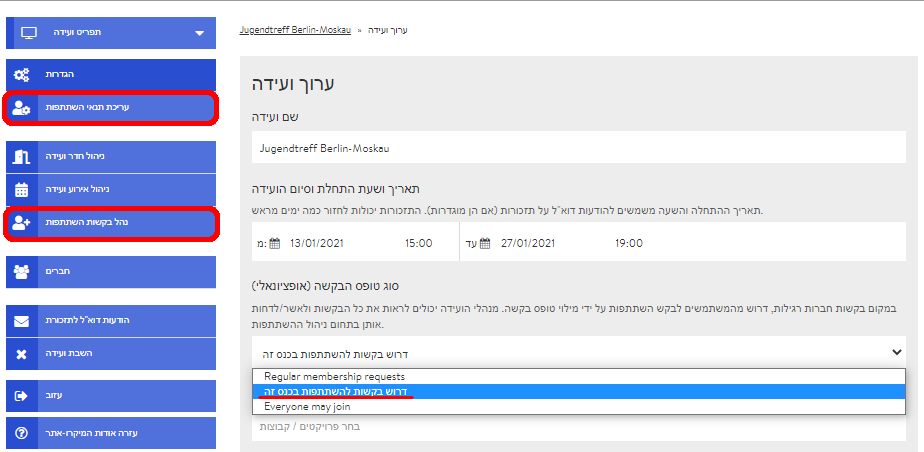 תפריט ועידה
הגדרות
עריכת תנאי השתתפות
ניהול חדר ועידה
ניהול אירוע ועידה
נהל בקשות השתתפות
חברים
הודעות דוא"ל לתזכורת
השבת ועידה
עזוב
עזרה אודות המיקרו-אתר
Jugendtreff Berlin-Moskau » ערוך ועידה
ערוך ועידה
שם ועידה
Jugendtreff Berlin-Moskau
תאריך ושעת התחלת וסיום הועידה
תאריך ההתחלה והשעה משמשים להודעות דוא"ל על תזכורות (אם הן מוגדרות). התזכורות יכולות לחזור כמה ימים מראש.
מ: 13/01/2021 15:00 עד 27/01/2021 19:00
סוג טופס הבקשה (אופציונאלי)
במקום בקשות חברות רגילות, דרוש מהמשתמשים לבקש השתתפות על ידי מילוי טופס בקשה. מנהלי הועידה יכולים לראות את כל הבקשות ולאשר/לדחות
אותן בתחום ניהול ההשתתפות.
דרוש בקשות להשתתפות בכנס זה
Regular membership requests
דרוש בקשות להשתתפות בכנס זה
Everyone may join
בחר פרויקטים / קבוצות